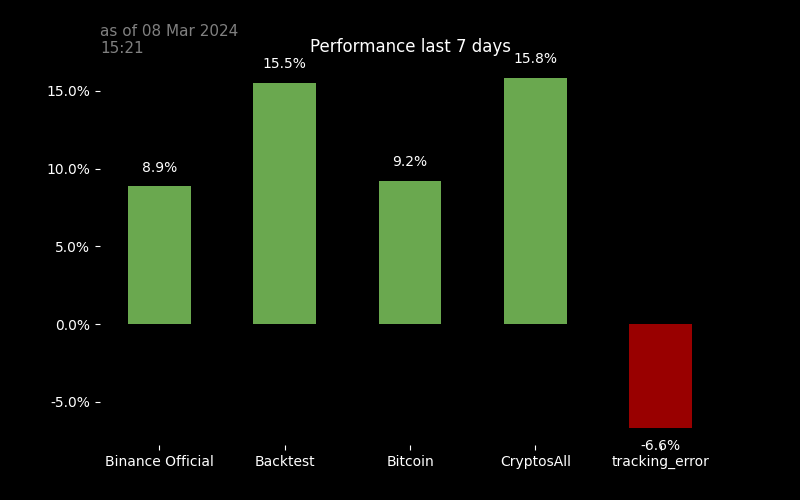 as of 08 Mar 2024
15:21
Performance last 7 days
15.5%
15.8%
15.0%
10.0%
8.9%
9.2%
5.0%
0.0%
-5.0%
-6.6%
Binance Official
Backtest
Bitcoin
CryptosAll
tracking_error